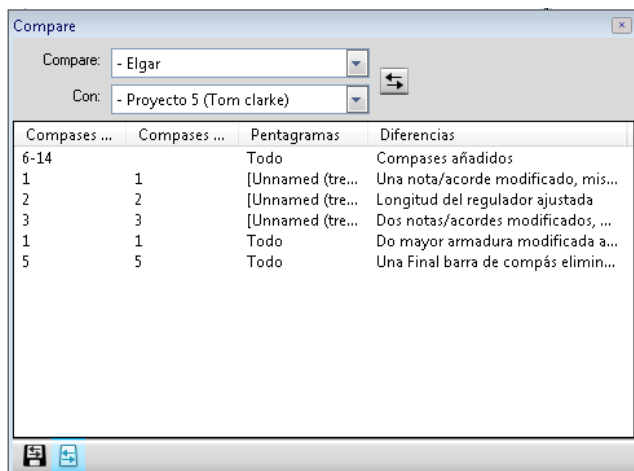 Compare
Compare: - Elgar
Con: - Proyecto 5 (Tom clarke)
Compases ... Compases ... Pentagramas Diferencias
6-14 Todo Compases añadidos
1 1 [Unnamed (tre... Una nota/acorde modificado, mis...
2 2 [Unnamed (tre... Longitud del regulador ajustada
3 3 [Unnamed (tre... Dos notas/acordes modificados, ...
1 1 Todo Do mayor armadura modificada a...
5 5 Todo Una Final barra de compás elimin...